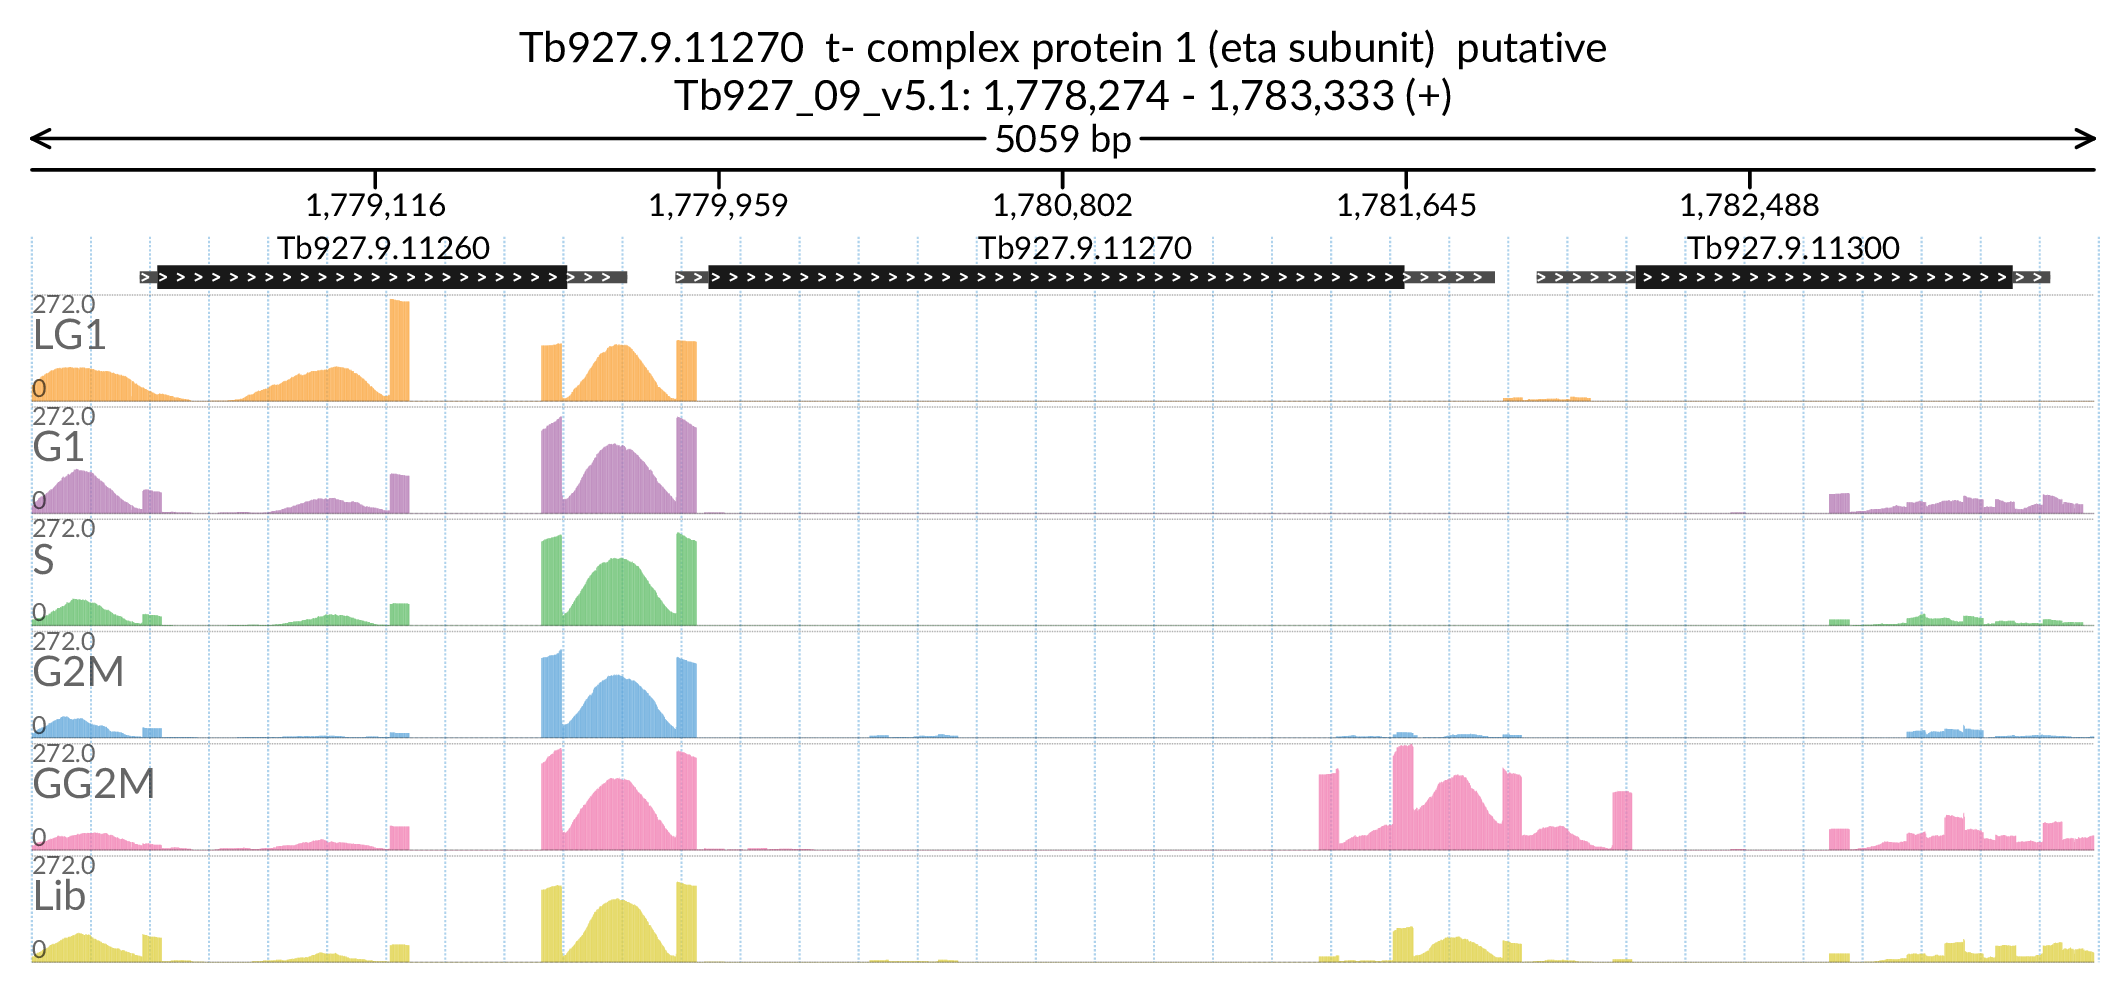 Tb927.9.11270  t- complex protein 1 (eta subunit)  putative
Tb927_09_v5.1: 1,778,274 - 1,783,333 (+)
5059 bp
1,779,116 1,779,959 1,780,802 1,781,645 1,782,488
Tb927.9.11260 Tb927.9.11270 Tb927.9.11300
272.0
LG1
0
272.0
G1
0
272.0
S
0
272.0
G2M
0
272.0
GG2M
0
272.0
Lib
0